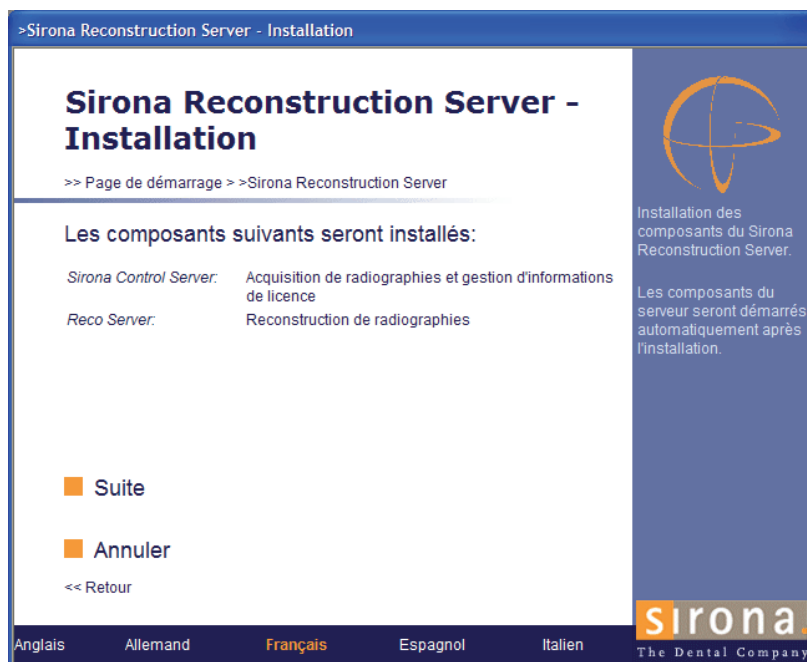 >Sirona Reconstruction Server - Installation
Sirona Reconstruction Server -
Installation
>> Page de démarrage > >Sirona Reconstruction Server
Les composants suivants seront installés:
Sirona Control Server: Acquisition de radiographies et gestion d'informations
de licence
Reco Server: Reconstruction de radiographies
Suite
Annuler
<< Retour
Installation des
composants du Sirona
Reconstruction Server.
Les composants du
serveur seront démarrés
automatiquement après
l'installation.
Anglais Allemand Français Espagnol Italien
sirona.
The Dental Company